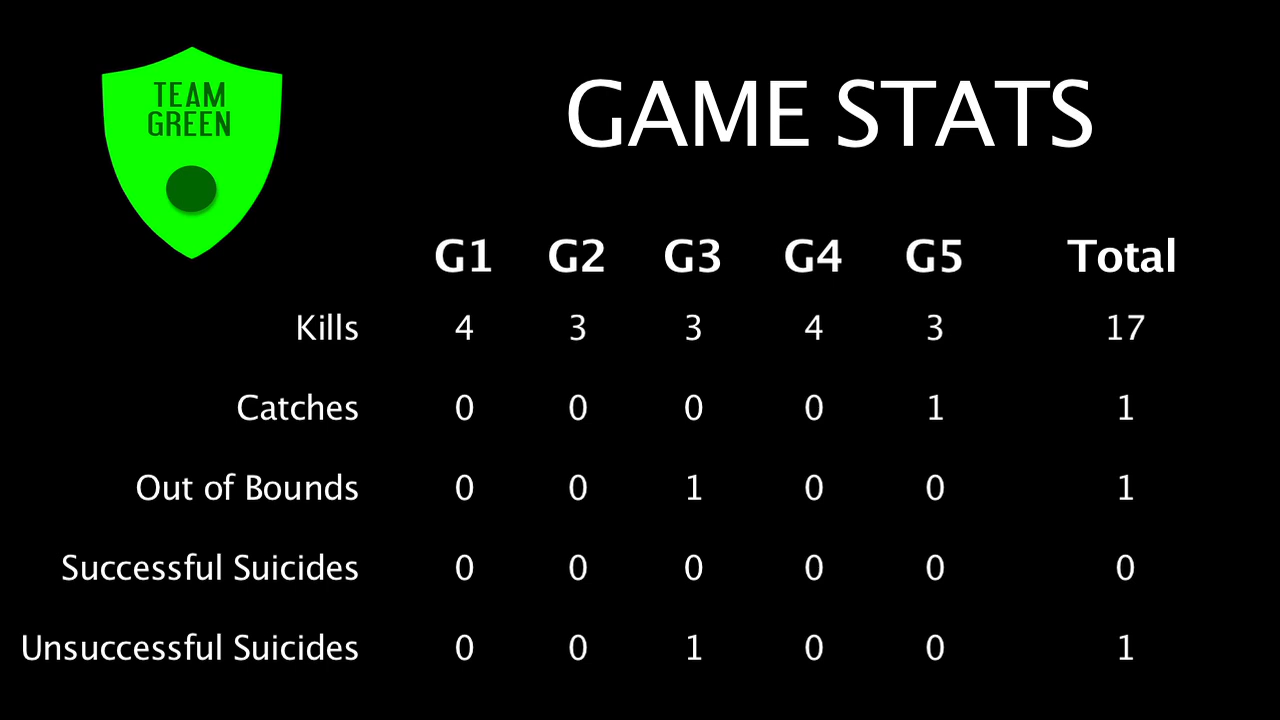 TEAM
GREEN
GAME STATS
G1 G2 G3 G4 G5 Total
Kills 4 3 3 4 3 17
Catches 0 0 0 0 1 1
Out of Bounds 0 0 1 0 0 1
Successful Suicides 0 0 0 0 0 0
Unsuccessful Suicides 0 0 1 0 0 1